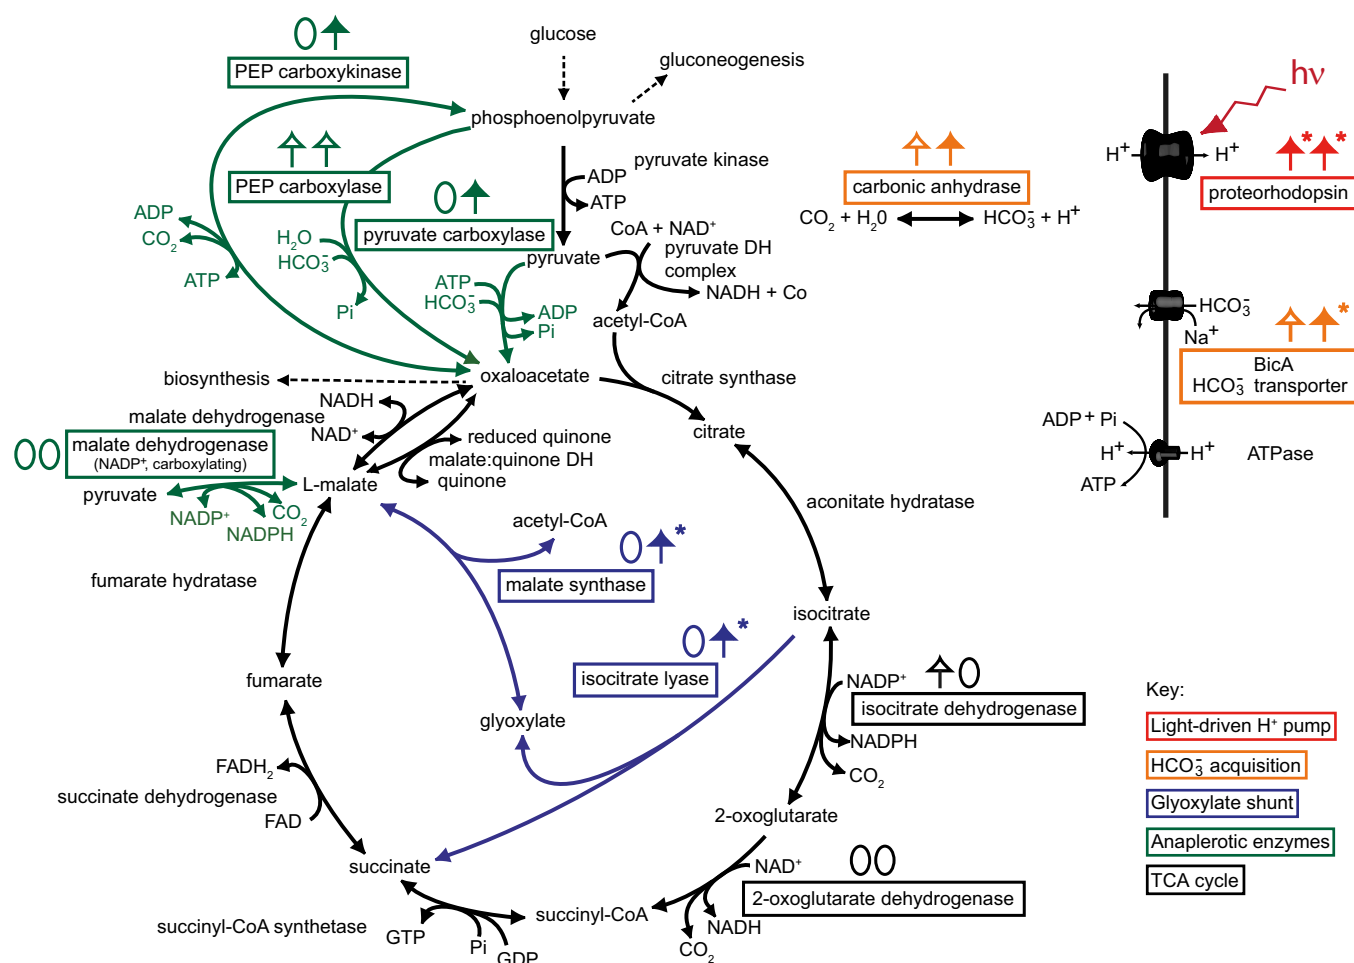 glucose
gluconeogenesis
PEP carboxykinase
phosphoenolpyruvate
PEP carboxylase
pyruvate kinase
ADP
ATP
pyruvate carboxylase
ADP
CO₂
ATP
H₂O
HCO₃⁻
Pi
ATP
HCO₃⁻
ADP
Pi
pyruvate
CoA + NAD⁺
pyruvate DH
complex
NADH + Co
acetyl-CoA
carbonic anhydrase
CO₂ + H₂0
HCO₃⁻ + H⁺
hν
H⁺
H⁺
* *
proteorhodopsin
HCO₃⁻
Na⁺
*
BicA
HCO₃⁻ transporter
ADP + Pi
H⁺
H⁺
ATP
ATPase
biosynthesis
oxaloacetate
citrate synthase
NADH
malate dehydrogenase
NAD⁺
citrate
reduced quinone
malate:quinone DH
quinone
malate dehydrogenase
(NADP⁺, carboxylating)
pyruvate
L-malate
NADP⁺
CO₂
NADPH
aconitate hydratase
acetyl-CoA
*
malate synthase
fumarate hydratase
isocitrate
*
isocitrate lyase
fumarate
glyoxylate
NADP⁺
isocitrate dehydrogenase
NADPH
CO₂
FADH₂
succinate dehydrogenase
FAD
2-oxoglutarate
succinate
NAD⁺
2-oxoglutarate dehydrogenase
succinyl-CoA
NADH
CO₂
succinyl-CoA synthetase
GTP
Pi
GDP
Key:
Light-driven H⁺ pump
HCO₃⁻ acquisition
Glyoxylate shunt
Anaplerotic enzymes
TCA cycle